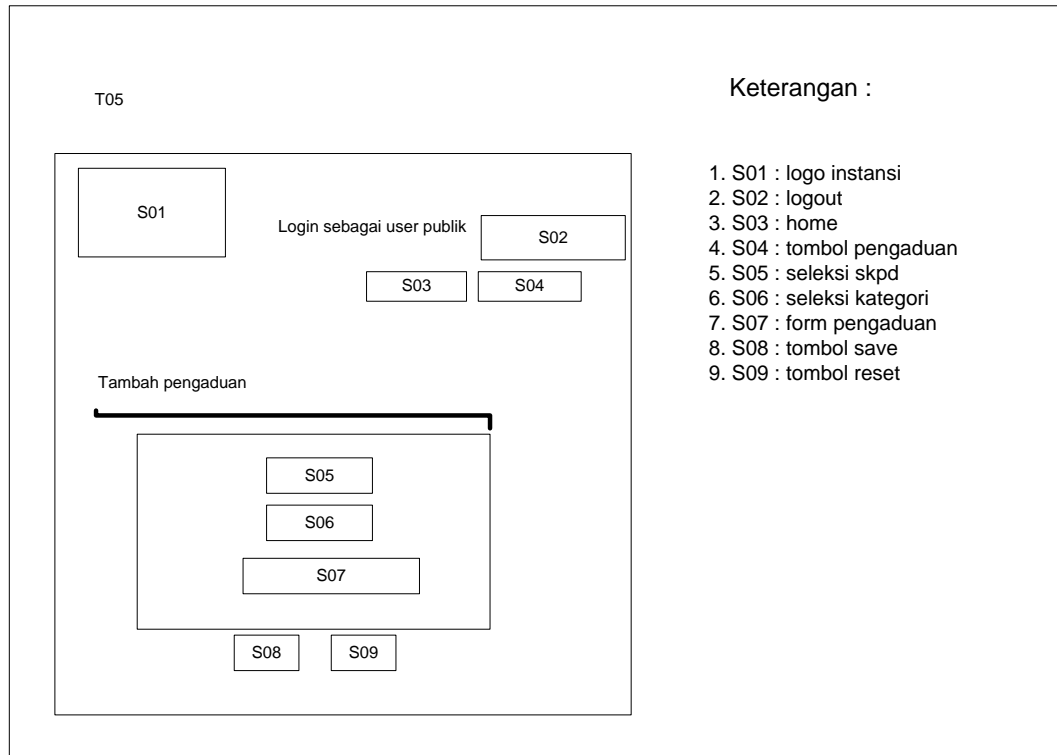 T05
S01
Login sebagai user publik
S02
S03
S04
Tambah pengaduan
S05
S06
S07
S08
S09
Keterangan :
1. S01 : logo instansi
2. S02 : logout
3. S03 : home
4. S04 : tombol pengaduan
5. S05 : seleksi skpd
6. S06 : seleksi kategori
7. S07 : form pengaduan
8. S08 : tombol save
9. S09 : tombol reset